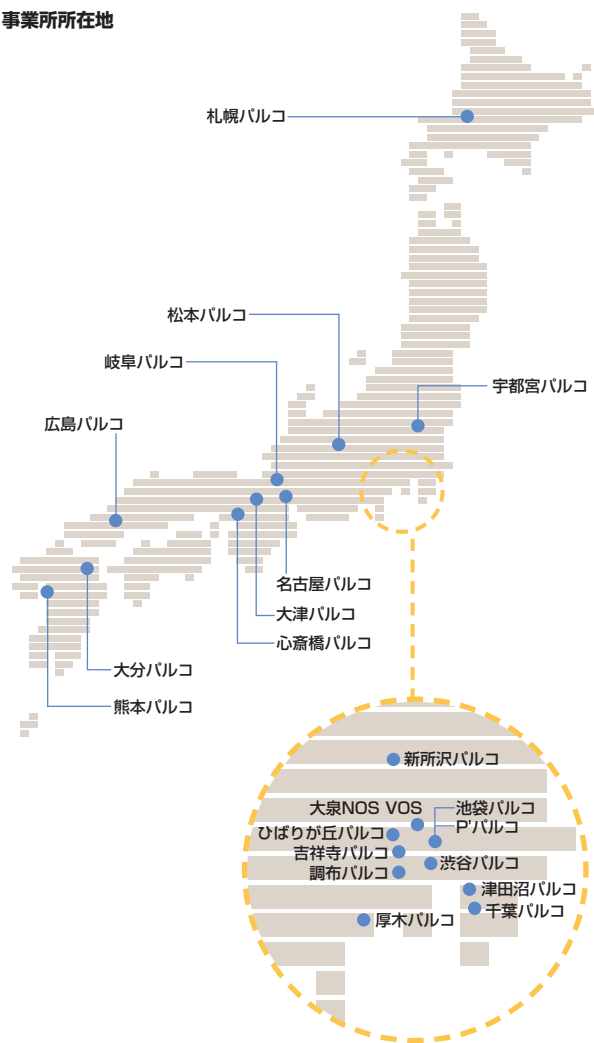 事業所所在地
札幌パルコ
松本パルコ
岐阜パルコ
宇都宮パルコ
広島パルコ
名古屋パルコ
大津パルコ
心斎橋パルコ
大分パルコ
熊本パルコ
新所沢パルコ
大泉NOS VOS
池袋パルコ
P'パルコ
ひばりが丘パルコ
吉祥寺パルコ
渋谷パルコ
調布パルコ
津田沼パルコ
千葉パルコ
厚木パルコ